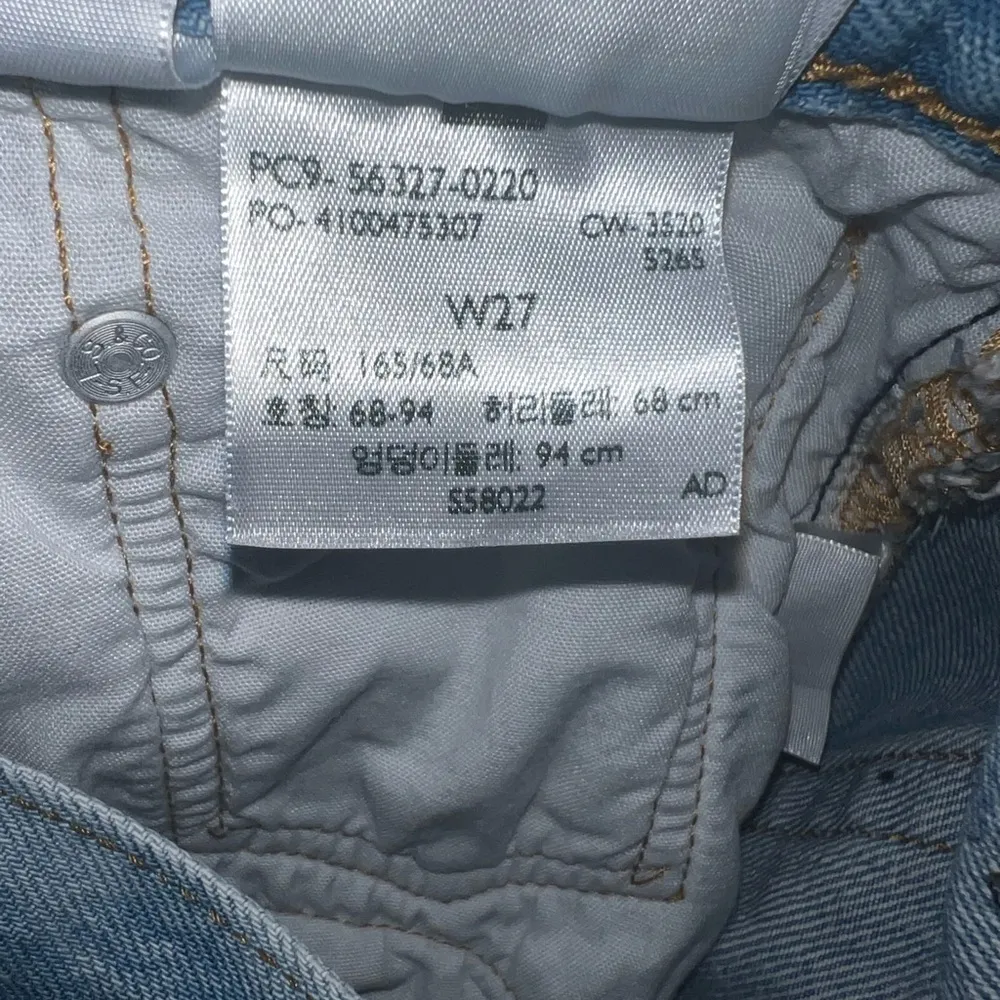 PC9- 56327-0220
PO- 4100475307 CW- 3520
5265
W27
尺码: 165/68A
호칭 68-94 허리둘레: 68 cm
엉덩이둘레: 94 cm
S58022 AD